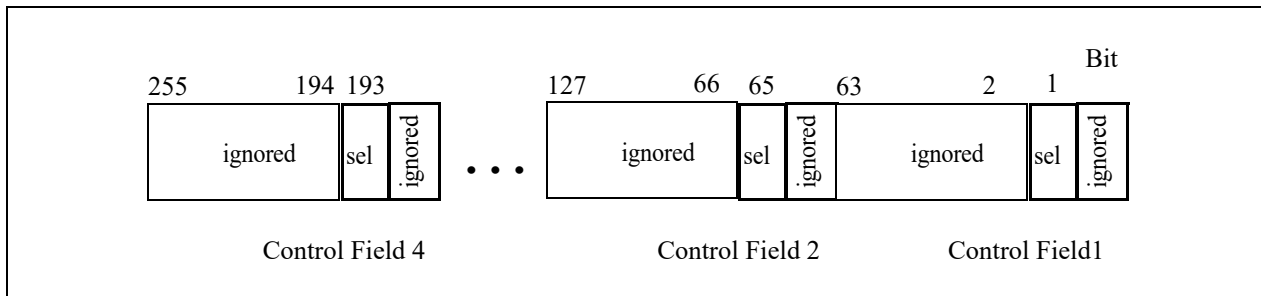 Bit
255 194 193 127 66 65 63 2 1
ignored sel ignored . . . ignored sel ignored ignored sel ignored
Control Field 4 Control Field 2 Control Field1